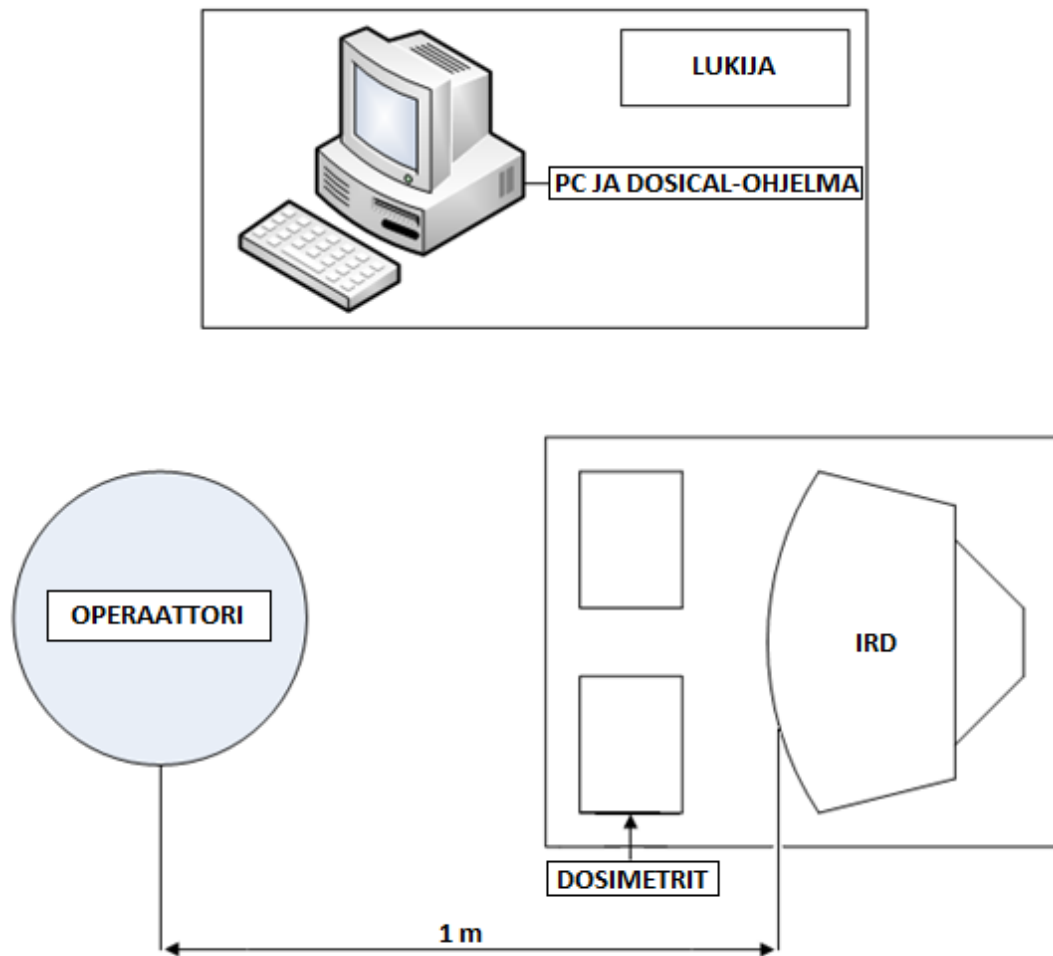 LUKIJA
PC JA DOSICAL-OHJELMA
OPERAATTORI
IRD
DOSIMETRIT
1 m